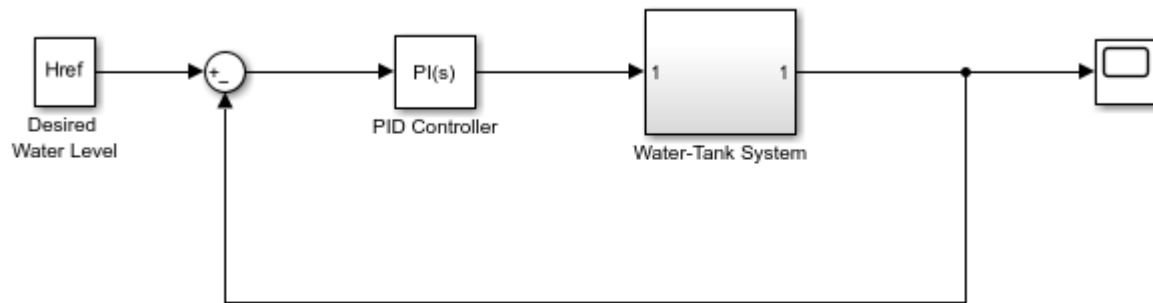 Href
Desired
Water Level
+
−
PI(s)
PID Controller
1
1
Water-Tank System